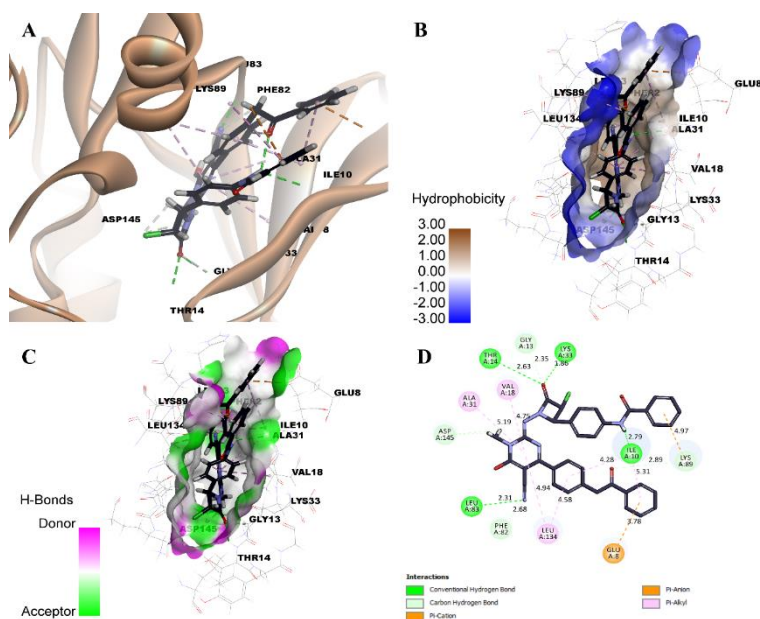 A
J83
LYS89
PHE82
LA31
ILE10
ASP145
THR14
B
GLU8
LYS89
LEU134
ILE10
ALA31
VAL18
LYS33
GLY13
ASP145
THR14
Hydrophobicity
3.00
2.00
1.00
0.00
-1.00
-2.00
-3.00
C
GLU8
LYS89
LEU134
ILE10
ALA31
VAL18
LYS33
GLY13
ASP145
THR14
H-Bonds
Donor
Acceptor
D
GLY
A:13
THR
A:14
2.63
2.35
LYS
A:33
1.86
VAL
A:18
ALA
A:31
5.19
4.75
ASP
A:145
4.97
LYS
A:89
2.79
ILE
A:10
2.89
4.28
5.31
LEU
A:83
2.31
2.68
4.94
4.58
PHE
A:82
LEU
A:134
3.78
GLU
A:8
Interactions
Conventional Hydrogen Bond
Carbon Hydrogen Bond
Pi-Cation
Pi-Anion
Pi-Alkyl